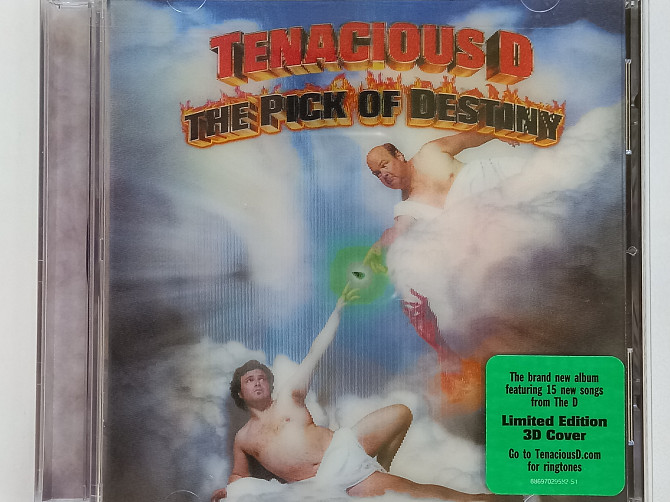 TENACIOUS D
THE PICK OF DESTINY
The brand new album
featuring 15 new songs
from The D
Limited Edition
3D Cover
Go to TenaciousD.com
for ringtones